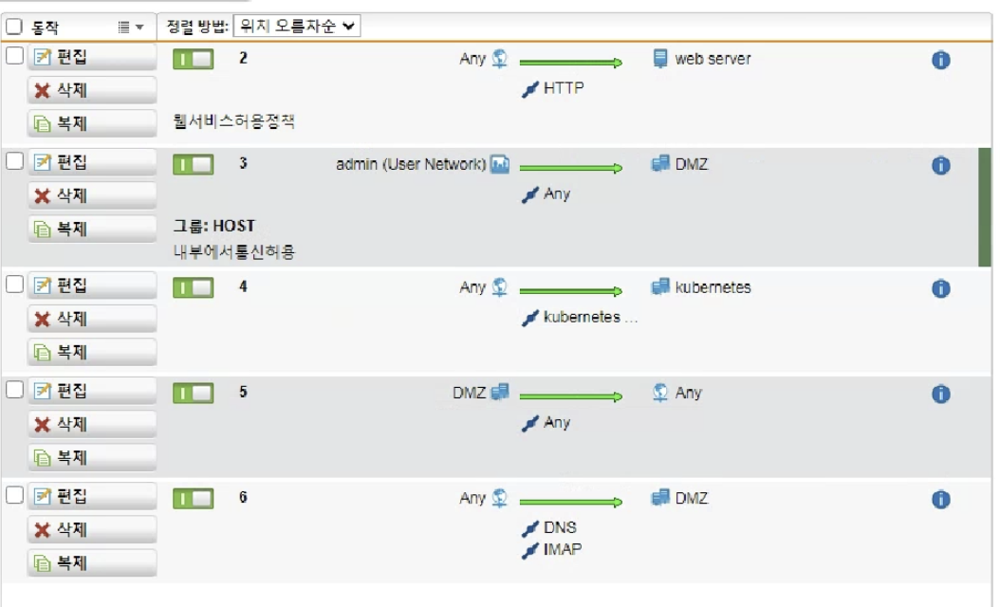 동작 정렬 방법: 위치 오름차순
편집 2 Any web server
삭제 HTTP
복제 웹서비스허용정책
편집 3 admin (User Network) DMZ
삭제 Any
복제 그룹: HOST
내부에서통신허용
편집 4 Any kubernetes
삭제 kubernetes ...
복제
편집 5 DMZ Any
삭제 Any
복제
편집 6 Any DMZ
삭제 DNS
IMAP
복제